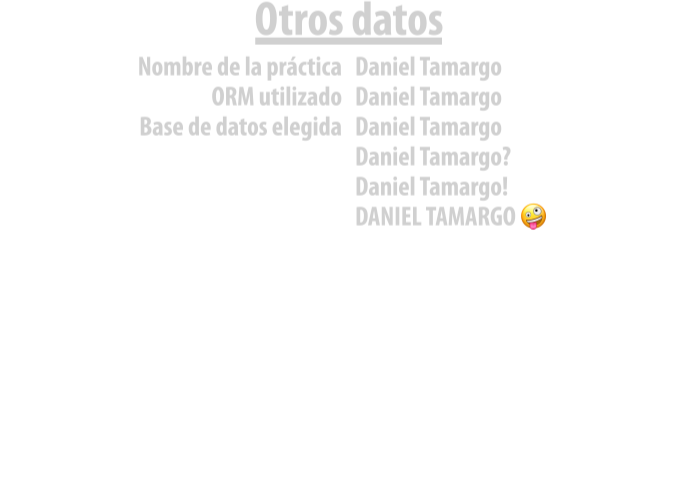 Otros datos
Nombre de la práctica Daniel Tamargo
ORM utilizado Daniel Tamargo
Base de datos elegida Daniel Tamargo
Daniel Tamargo?
Daniel Tamargo!
DANIEL TAMARGO 🤪